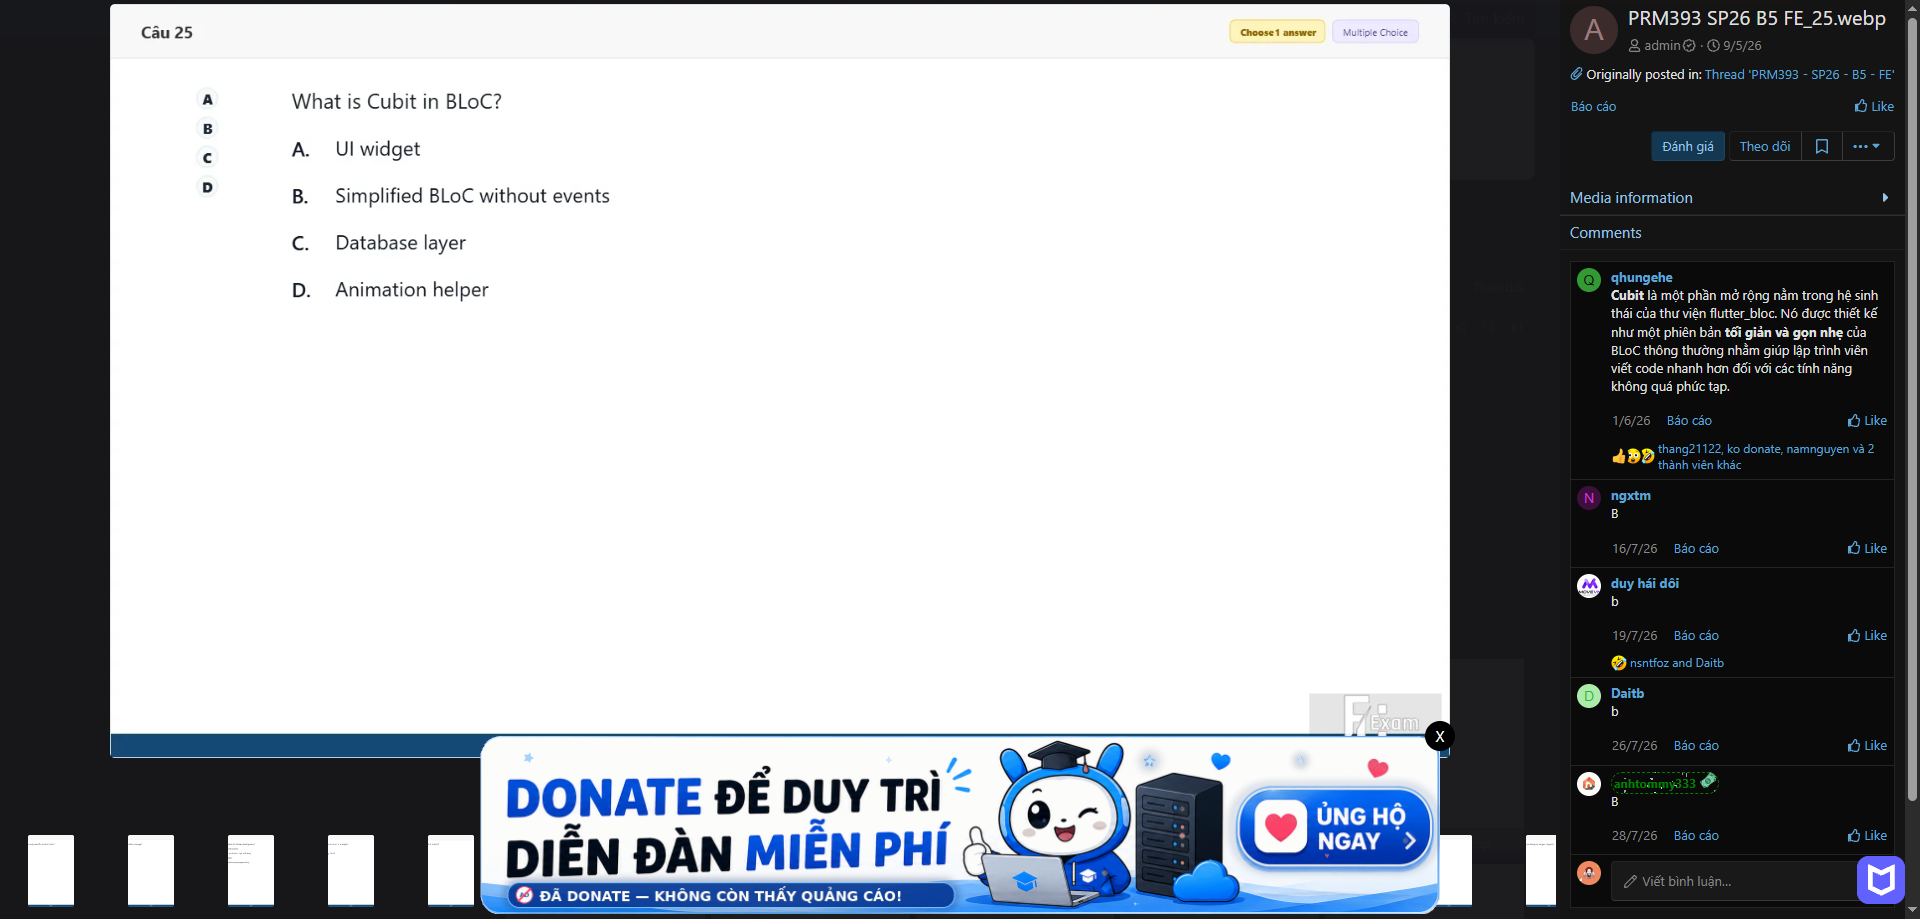 Câu 25
Choose 1 answer
Multiple Choice
A
B
C
D
What is Cubit in BLoC?
A. UI widget
B. Simplified BLoC without events
C. Database layer
D. Animation helper
F
Exam
X
DONATE ĐỂ DUY TRÌ
DIỄN ĐÀN MIỄN PHÍ
ĐÃ DONATE — KHÔNG CÒN THẤY QUẢNG CÁO!
ỦNG HỘ
NGAY
A
PRM393 SP26 B5 FE_25.webp
admin · 9/5/26
Originally posted in: Thread 'PRM393 - SP26 - B5 - FE'
Báo cáo
Like
Đánh giá
Theo dõi
Media information
Comments
Q
qhungehe
Cubit là một phần mở rộng nằm trong hệ sinh
thái của thư viện flutter_bloc. Nó được thiết kế
như một phiên bản tối giản và gọn nhẹ của
BLoC thông thường nhằm giúp lập trình viên
viết code nhanh hơn đối với các tính năng
không quá phức tạp.
1/6/26 Báo cáo Like
thang21122, ko donate, namnguyen và 2
thành viên khác
N
ngxtm
B
16/7/26 Báo cáo Like
duy hái dôi
b
19/7/26 Báo cáo Like
nsntfoz and Daitb
D
Daitb
b
26/7/26 Báo cáo Like
anhtommy333
B
28/7/26 Báo cáo Like
Viết bình luận...